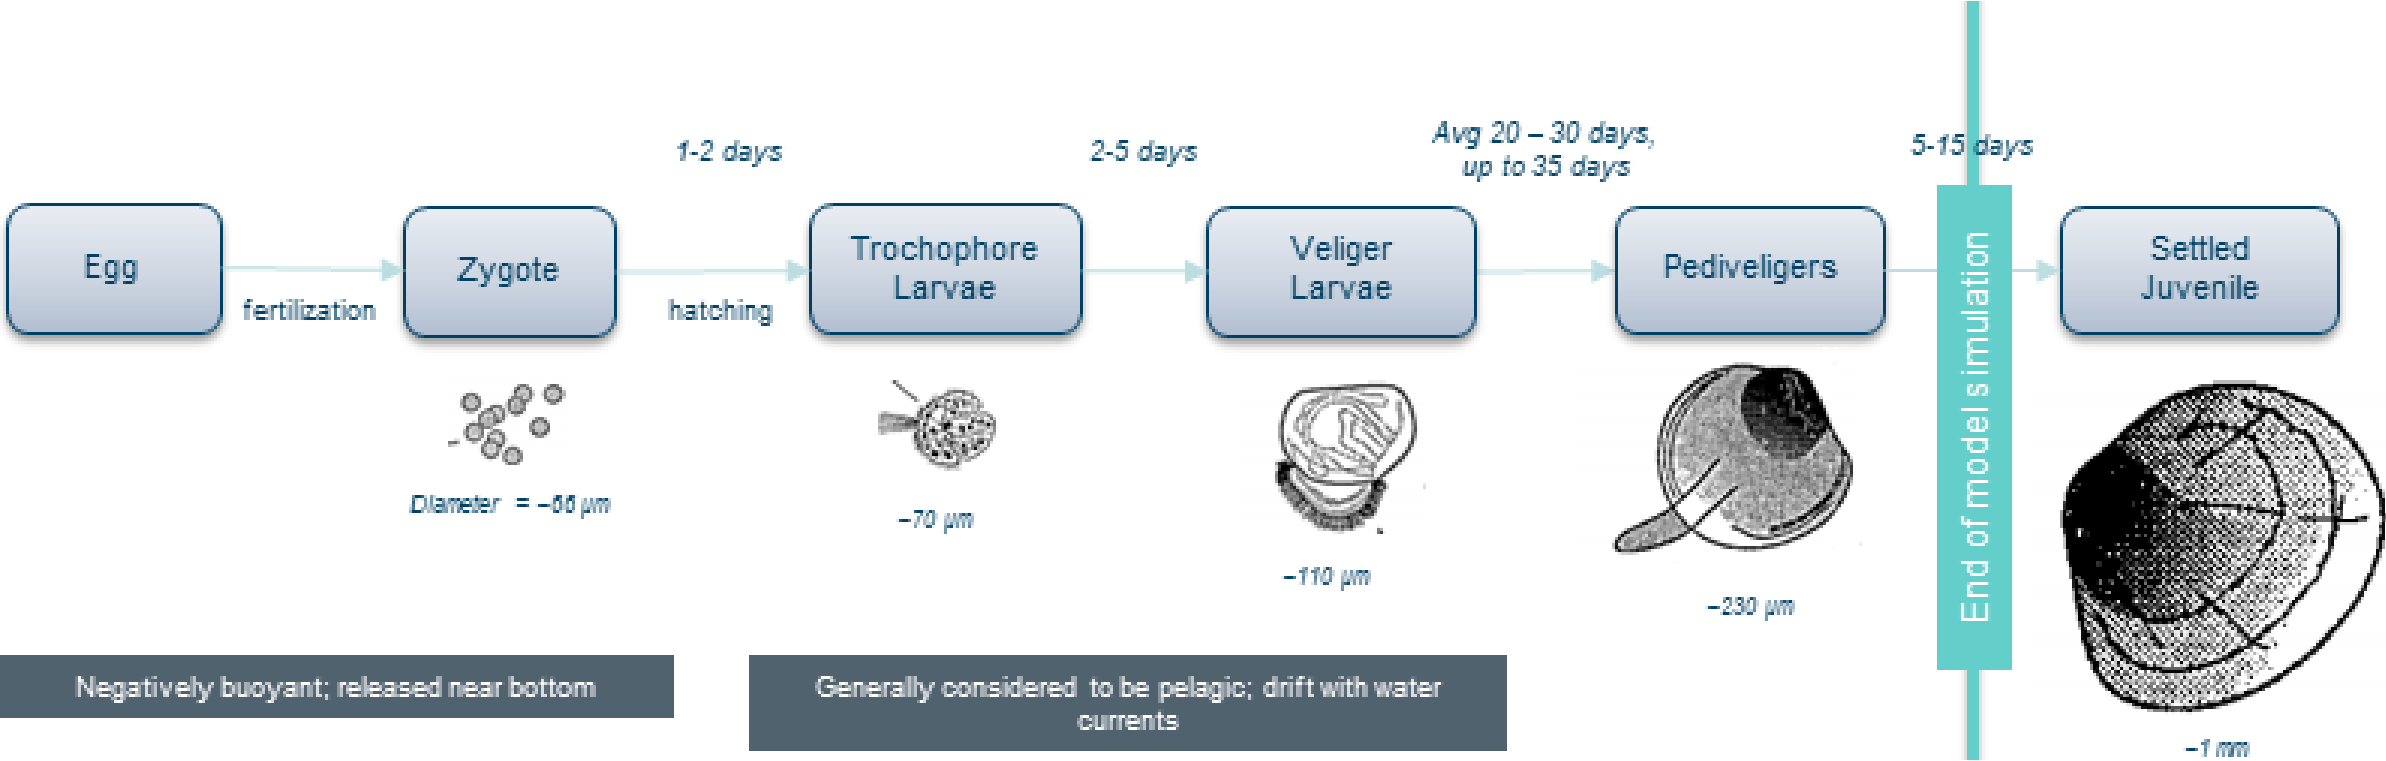 1-2 days
2-5 days
Avg 20 – 30 days,
up to 35 days
5-15 days
Egg
fertilization
Zygote
hatching
Trochophore
Larvae
Veliger
Larvae
Pediveligers
End of model simulation
Settled
Juvenile
Diameter = ~66 µm
~70 µm
~110 µm
~230 µm
~1 mm
Negatively buoyant; released near bottom
Generally considered to be pelagic; drift with water
currents